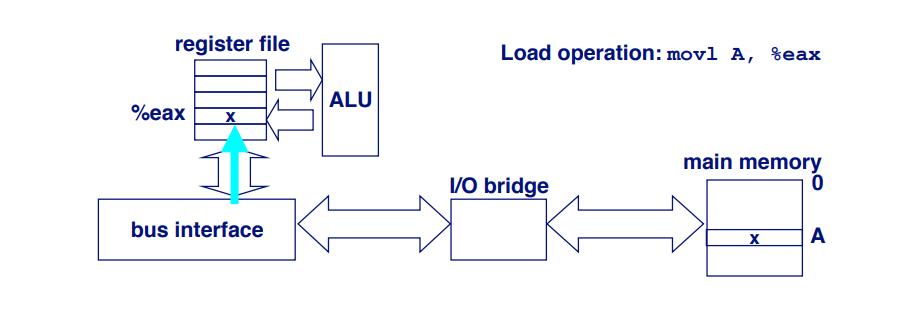 register file
Load operation: movl A, %eax
ALU
%eax
x
main memory
0
I/O bridge
bus interface
x
A